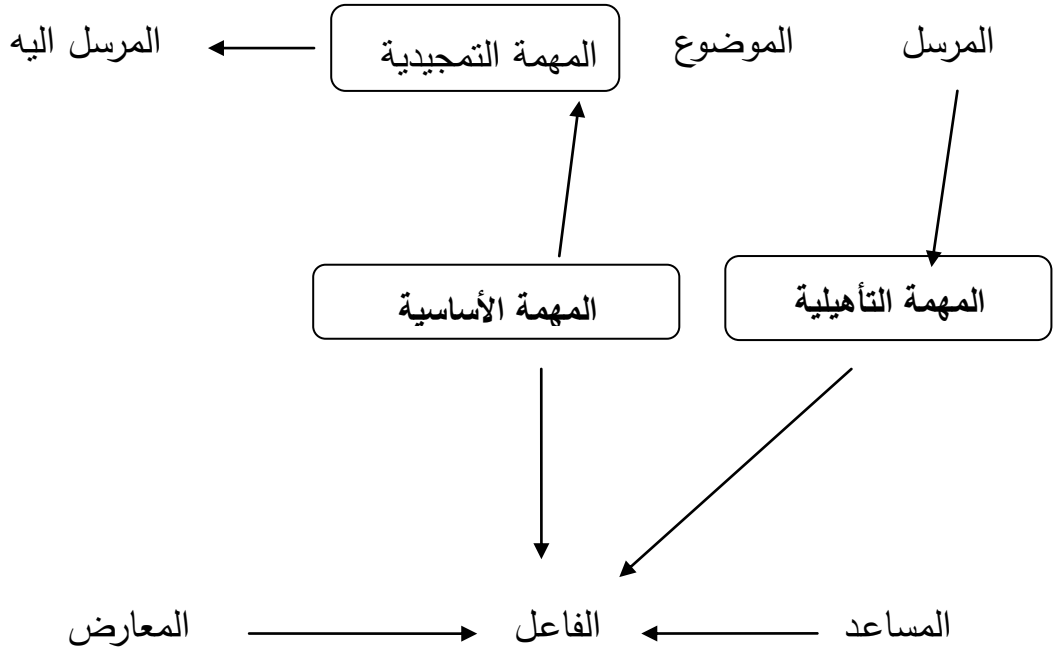 المرسل الموضوع المهمة التمجيدية المرسل اليه
المهمة التأهيلية المهمة الأساسية
المساعد الفاعل المعارض